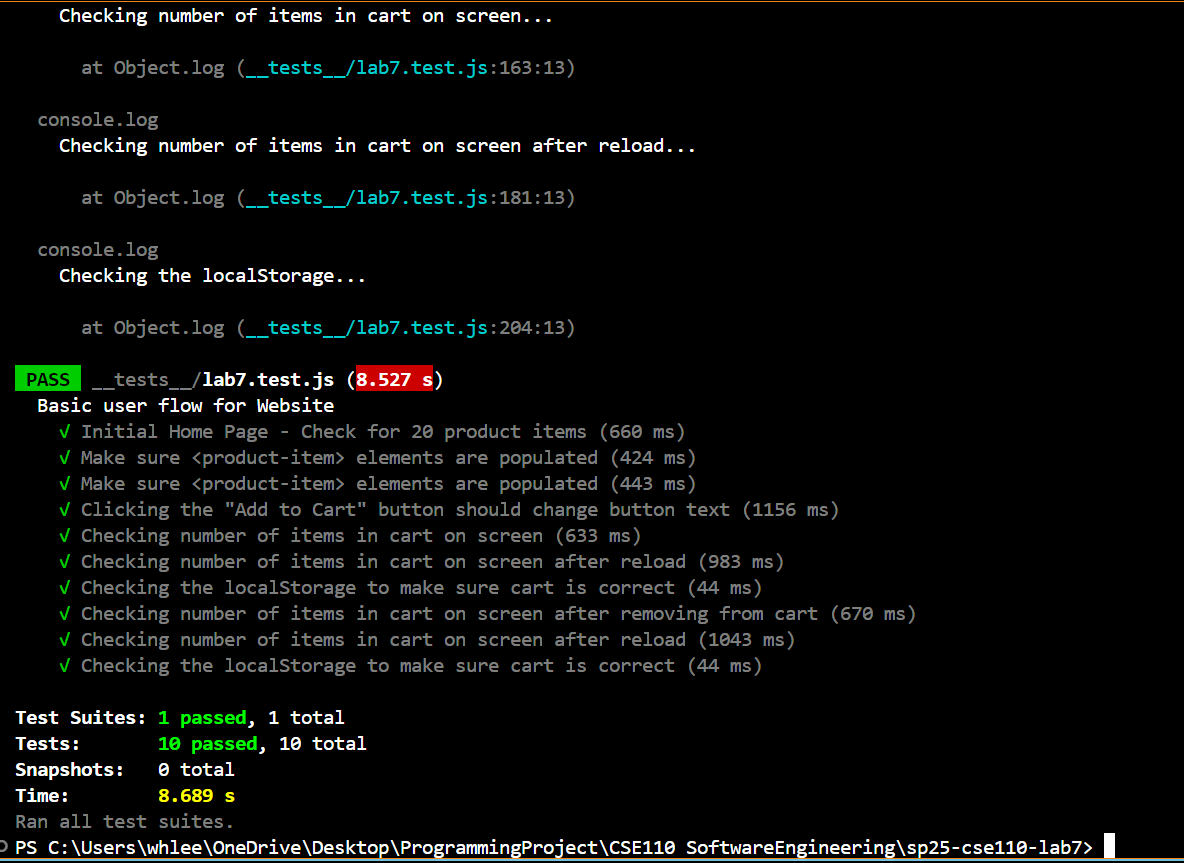 Checking number of items in cart on screen...
at Object.log (__tests__/lab7.test.js:163:13)
console.log
Checking number of items in cart on screen after reload...
at Object.log (__tests__/lab7.test.js:181:13)
console.log
Checking the localStorage...
at Object.log (__tests__/lab7.test.js:204:13)
PASS __tests__/lab7.test.js (8.527 s)
Basic user flow for Website
√ Initial Home Page - Check for 20 product items (660 ms)
√ Make sure <product-item> elements are populated (424 ms)
√ Make sure <product-item> elements are populated (443 ms)
√ Clicking the "Add to Cart" button should change button text (1156 ms)
√ Checking number of items in cart on screen (633 ms)
√ Checking number of items in cart on screen after reload (983 ms)
√ Checking the localStorage to make sure cart is correct (44 ms)
√ Checking number of items in cart on screen after removing from cart (670 ms)
√ Checking number of items in cart on screen after reload (1043 ms)
√ Checking the localStorage to make sure cart is correct (44 ms)
Test Suites: 1 passed, 1 total
Tests: 10 passed, 10 total
Snapshots: 0 total
Time: 8.689 s
Ran all test suites.
PS C:\Users\whlee\OneDrive\Desktop\ProgrammingProject\CSE110 SoftwareEngineering\sp25-cse110-lab7>